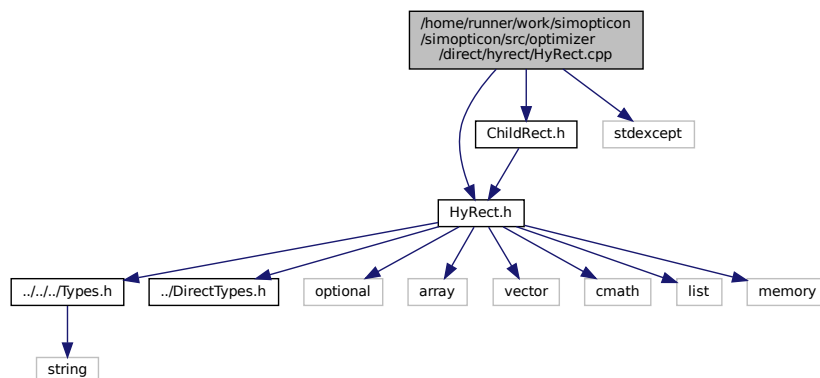 /home/runner/work/simopticon
/simopticon/src/optimizer
/direct/hyrect/HyRect.cpp
ChildRect.h
stdexcept
HyRect.h
../../../Types.h
../DirectTypes.h
optional
array
vector
cmath
list
memory
string